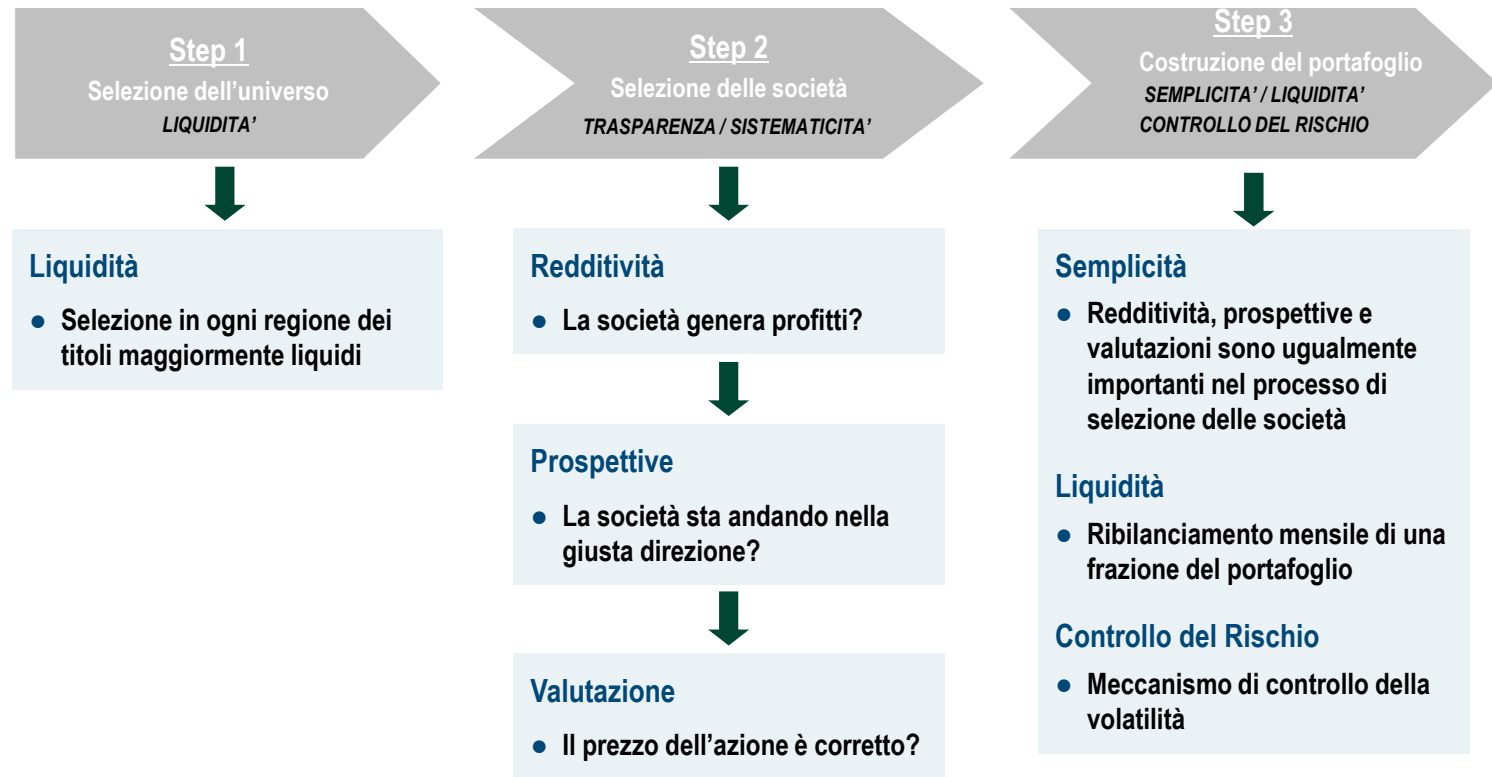 Step 1
Selezione dell'universo
LIQUIDITA'
Liquidità
● Selezione in ogni regione dei
titoli maggiormente liquidi
Step 2
Selezione delle società
TRASPARENZA / SISTEMATICITA'
Redditività
● La società genera profitti?
Prospettive
● La società sta andando nella
giusta direzione?
Valutazione
● Il prezzo dell'azione è corretto?
Step 3
Costruzione del portafoglio
SEMPLICITA' / LIQUIDITA'
CONTROLLO DEL RISCHIO
Semplicità
● Redditività, prospettive e
valutazioni sono ugualmente
importanti nel processo di
selezione delle società
Liquidità
● Ribilanciamento mensile di una
frazione del portafoglio
Controllo del Rischio
● Meccanismo di controllo della
volatilità